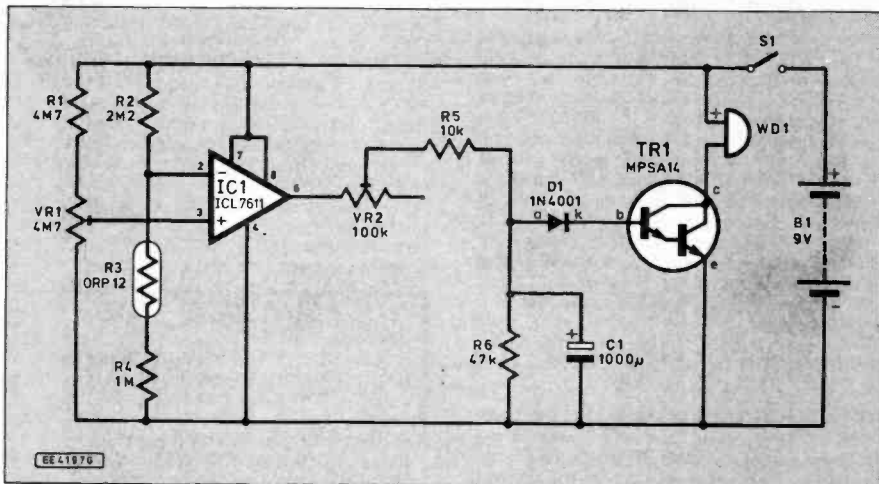 S1
R1
4M7
R2
2M2
R5
10k
+
WD1
TR1
MPSA14
7
8
2
−
IC1
ICL7611
6
3
+
4
VR1
4M7
VR2
100k
D1
1N4001
a
k
b
c
e
+
B1
9V
-
R3
ORP12
R4
1M
R6
47k
+
C1
1000µ
EE4197G